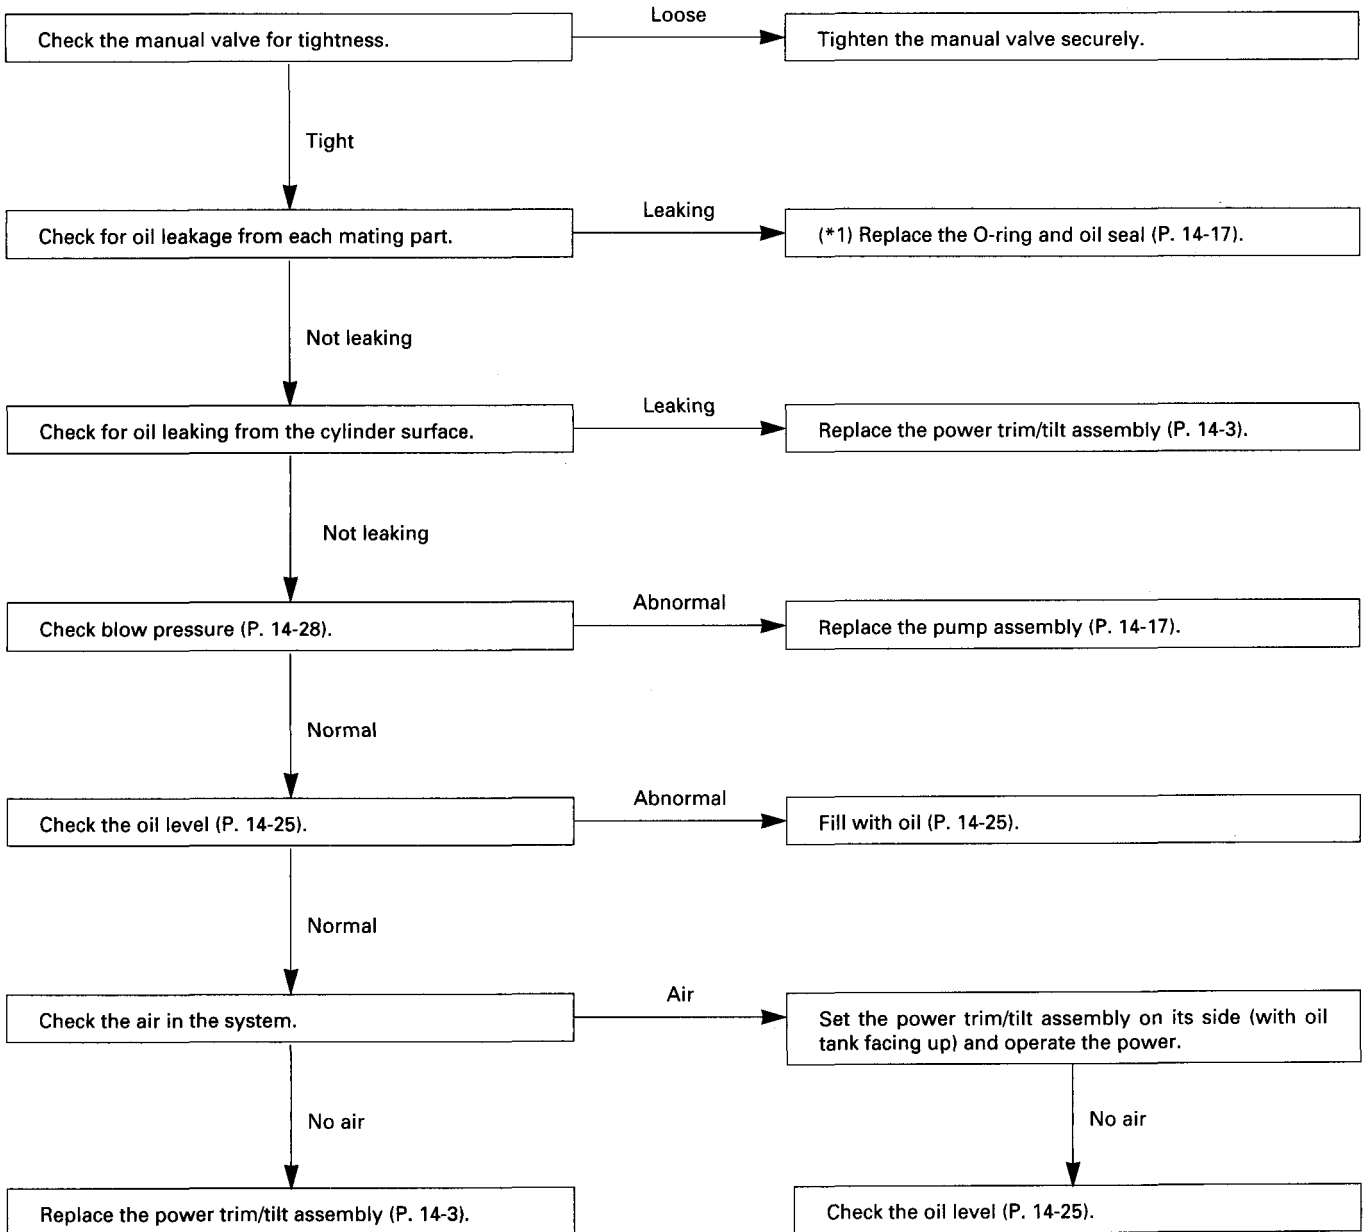 Loose
Check the manual valve for tightness.
Tighten the manual valve securely.
Tight
Leaking
Check for oil leakage from each mating part.
(*1) Replace the O-ring and oil seal (P. 14-17).
Not leaking
Leaking
Check for oil leaking from the cylinder surface.
Replace the power trim/tilt assembly (P. 14-3).
Not leaking
Abnormal
Check blow pressure (P. 14-28).
Replace the pump assembly (P. 14-17).
Normal
Abnormal
Check the oil level (P. 14-25).
Fill with oil (P. 14-25).
Normal
Air
Check the air in the system.
Set the power trim/tilt assembly on its side (with oil
tank facing up) and operate the power.
No air
No air
Replace the power trim/tilt assembly (P. 14-3).
Check the oil level (P. 14-25).